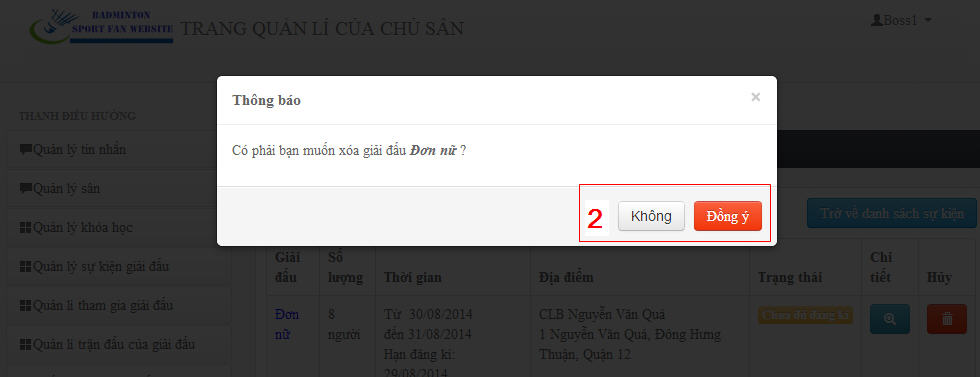 BADMINTON
SPORT FAN WEBSITE
TRANG QUẢN LÍ CỦA CHỦ SÂN
Boss1
Thông báo
×
Có phải bạn muốn xóa giải đấu Đơn nữ ?
2
Không
Đồng ý
THANH ĐIỀU HƯỚNG
Quản lý tin nhắn
Quản lý sân
Quản lý khóa học
Quản lý sự kiện giải đấu
Quản lí tham gia giải đấu
Quản lí trận đấu của giải đấu
Trở về danh sách sự kiện
Giải đấu
Số lượng
Thời gian
Địa điểm
Trạng thái
Chi tiết
Hủy
Đơn nữ
8 người
Từ 30/08/2014
đến 31/08/2014
Hạn đăng kí:
29/08/2014
CLB Nguyễn Văn Quá
1 Nguyễn Văn Quá, Đông Hưng
Thuận, Quận 12
Chưa đủ đăng kí